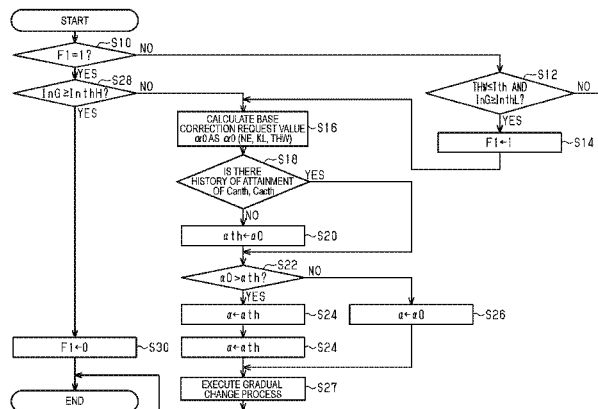 START
S10
F1=1?
NO
YES
S28
InG≥InthH?
NO
YES
S12
THW≤Tth AND
InG≥InthL?
NO
YES
F1←1
S14
CALCULATE BASE
CORRECTION REQUEST VALUE
α0 AS α0 (NE, KL, THW)
S16
S18
IS THERE
HISTORY OF ATTAINMENT
OF Canth, Cacth
YES
NO
αth←α0
S20
S22
α0>αth?
NO
YES
α←αth
S24
α←α0
S26
F1←0
S30
α←αth
S24
EXECUTE GRADUAL
CHANGE PROCESS
S27
END